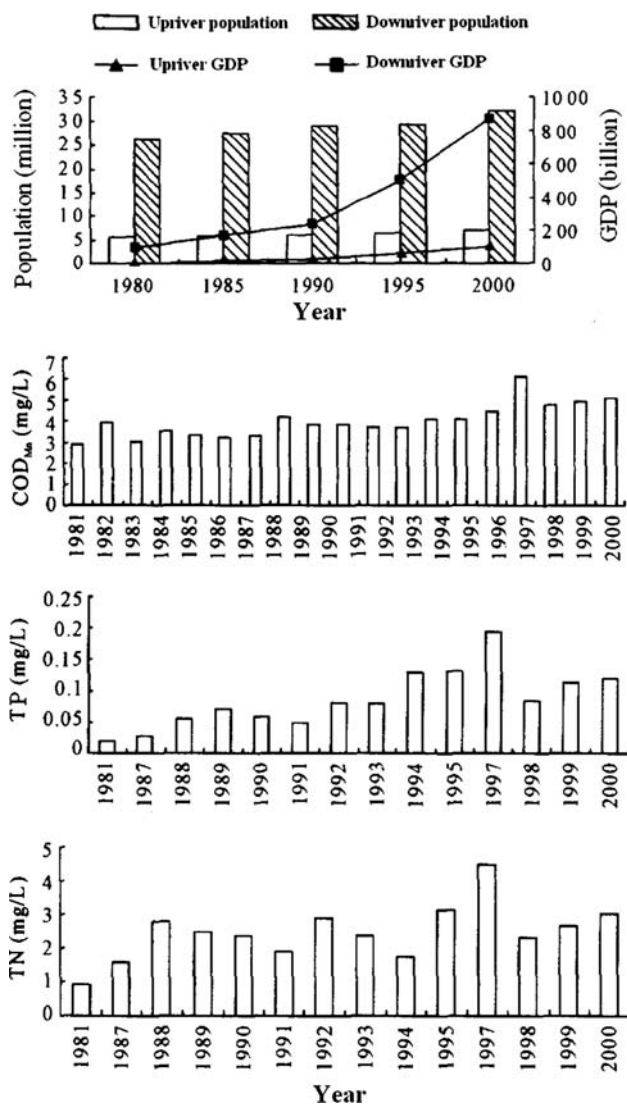 Upriver population Downriver population
Upriver GDP Downriver GDP
Population (million)
35
30
25
20
15
10
5
0
GDP (billion)
10 00
8 00
6 00
4 00
2 00
0
1980 1985 1990 1995 2000
Year
COD_Mn (mg/L)
7
6
5
4
3
2
1
0
1981 1982 1983 1984 1985 1986 1987 1988 1989 1990 1991 1992 1993 1994 1995 1996 1997 1998 1999 2000
TP (mg/L)
0.25
0.2
0.15
0.1
0.05
0
1981 1987 1988 1989 1990 1991 1992 1993 1994 1995 1997 1998 1999 2000
TN (mg/L)
5
4
3
2
1
0
1981 1987 1988 1989 1990 1991 1992 1993 1994 1995 1997 1998 1999 2000
Year